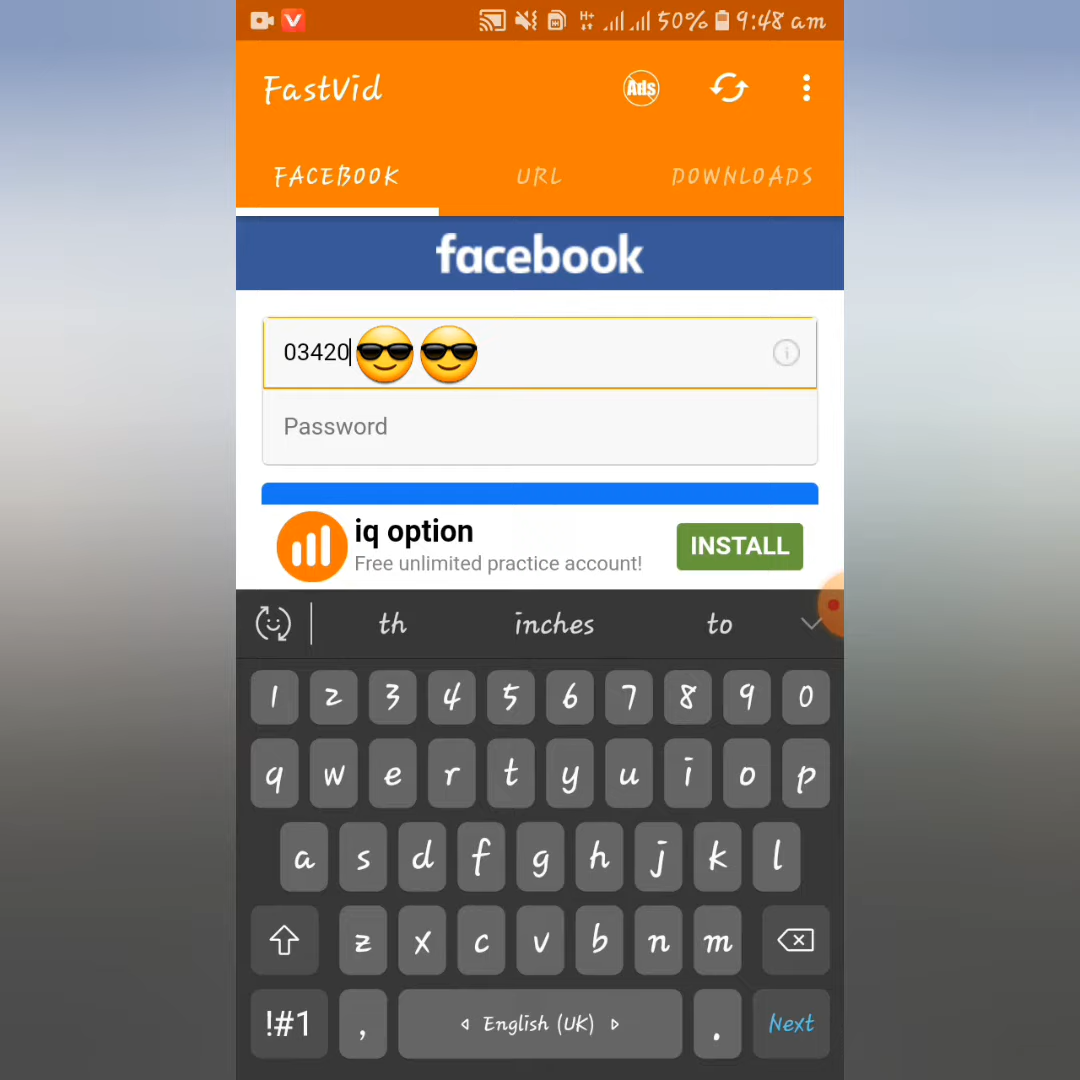 50% 9:48 am
FastVid
Ads
FACEBOOK URL DOWNLOADS
facebook
03420😎😎
Password
iq option
Free unlimited practice account!
INSTALL
th inches to
1 2 3 4 5 6 7 8 9 0
q w e r t y u i o p
a s d f g h j k l
z x c v b n m
!#1 , English (UK) . Next